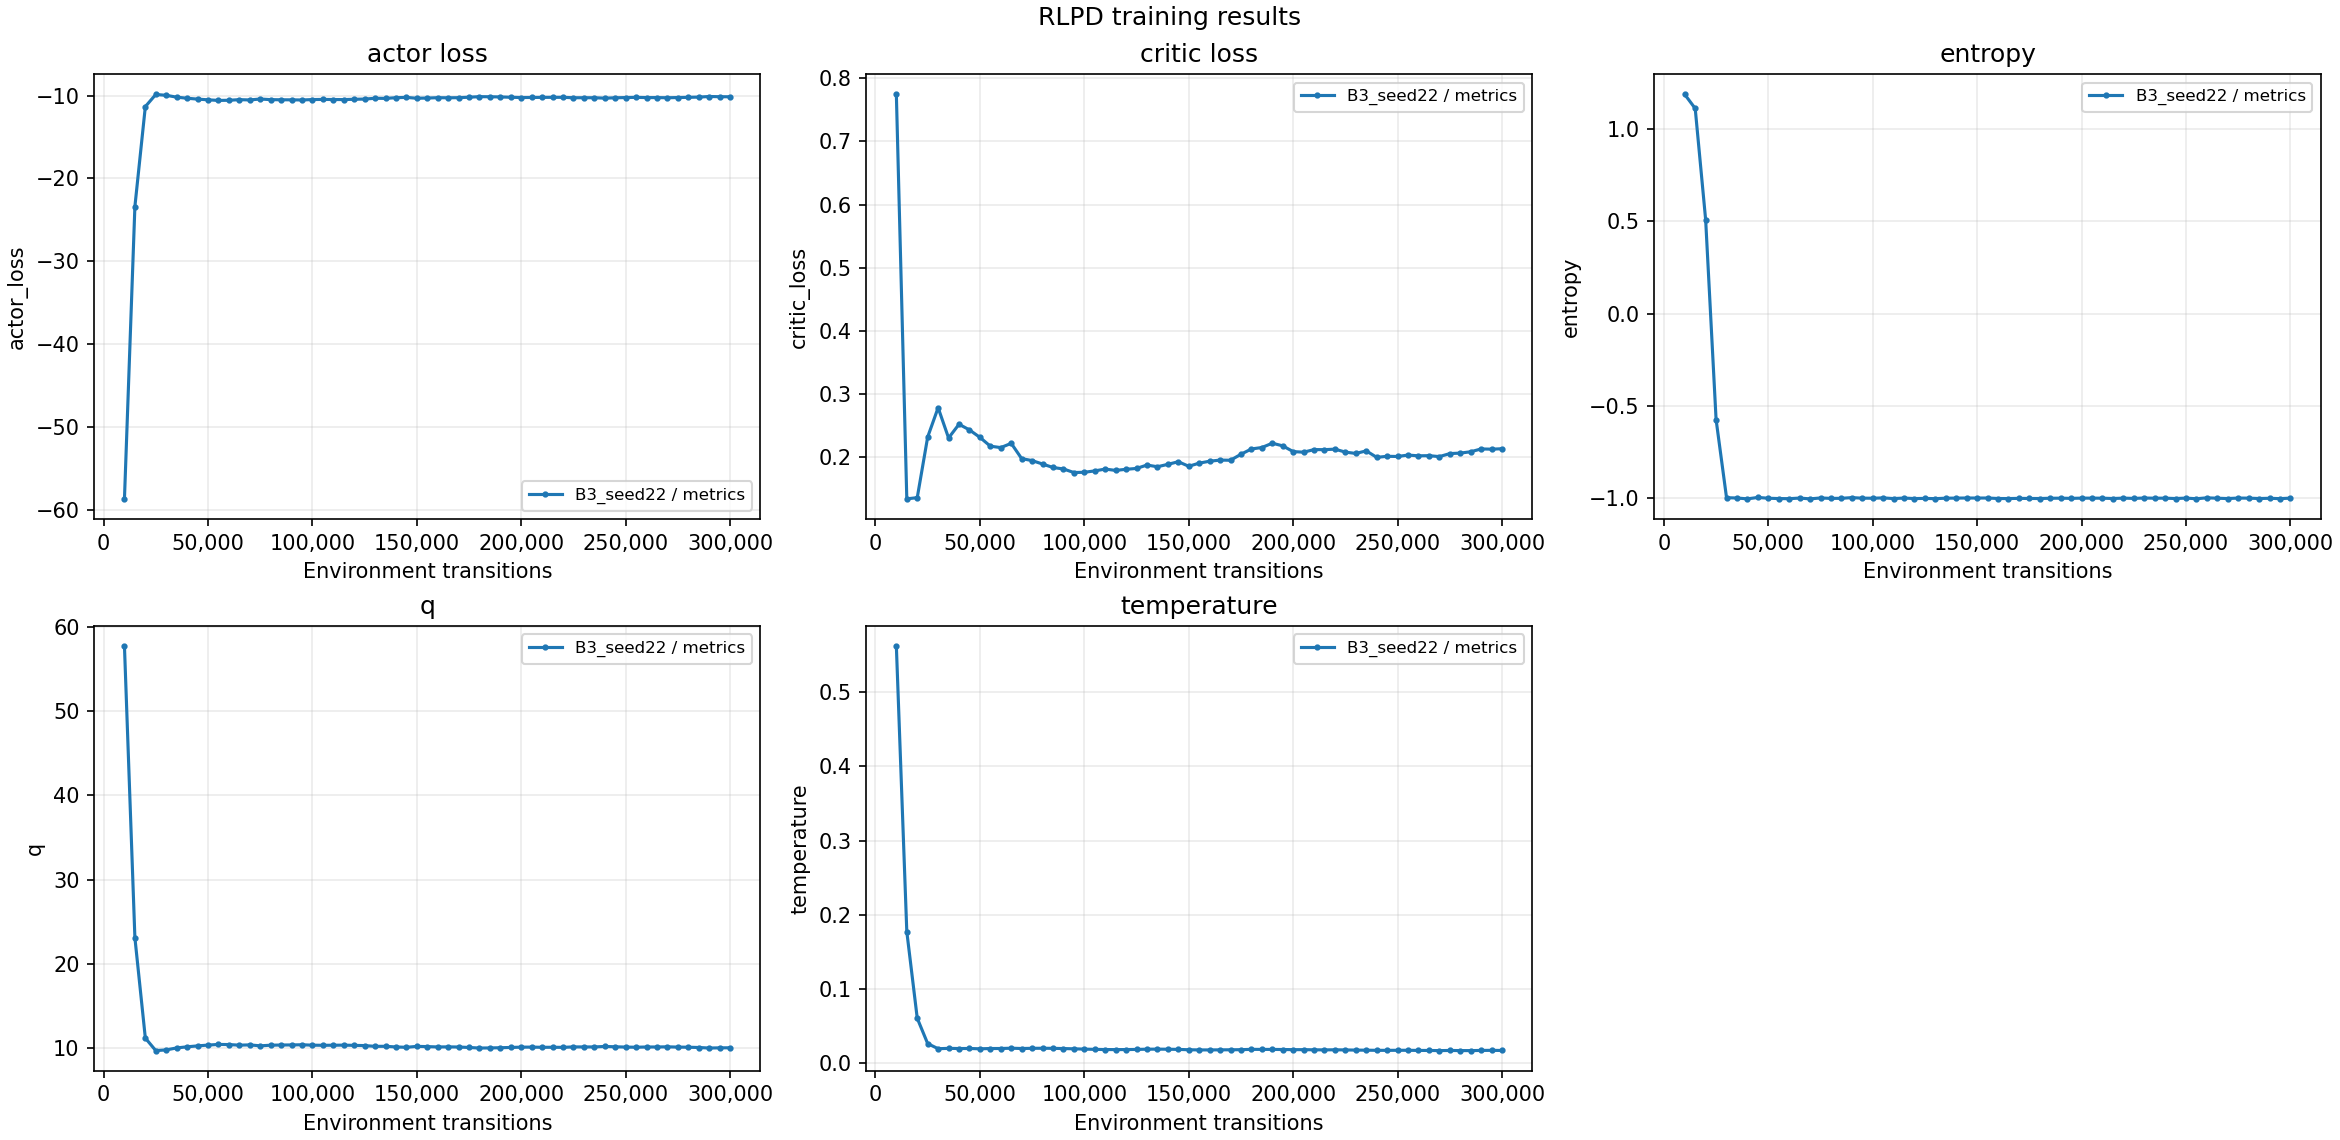 RLPD training results
actor loss
actor_loss
−10
−20
−30
−40
−50
−60
B3_seed22 / metrics
0 50,000 100,000 150,000 200,000 250,000 300,000
Environment transitions
critic loss
critic_loss
0.8
0.7
0.6
0.5
0.4
0.3
0.2
B3_seed22 / metrics
0 50,000 100,000 150,000 200,000 250,000 300,000
Environment transitions
entropy
entropy
1.0
0.5
0.0
−0.5
−1.0
B3_seed22 / metrics
0 50,000 100,000 150,000 200,000 250,000 300,000
Environment transitions
q
q
60
50
40
30
20
10
B3_seed22 / metrics
0 50,000 100,000 150,000 200,000 250,000 300,000
Environment transitions
temperature
temperature
0.5
0.4
0.3
0.2
0.1
0.0
B3_seed22 / metrics
0 50,000 100,000 150,000 200,000 250,000 300,000
Environment transitions